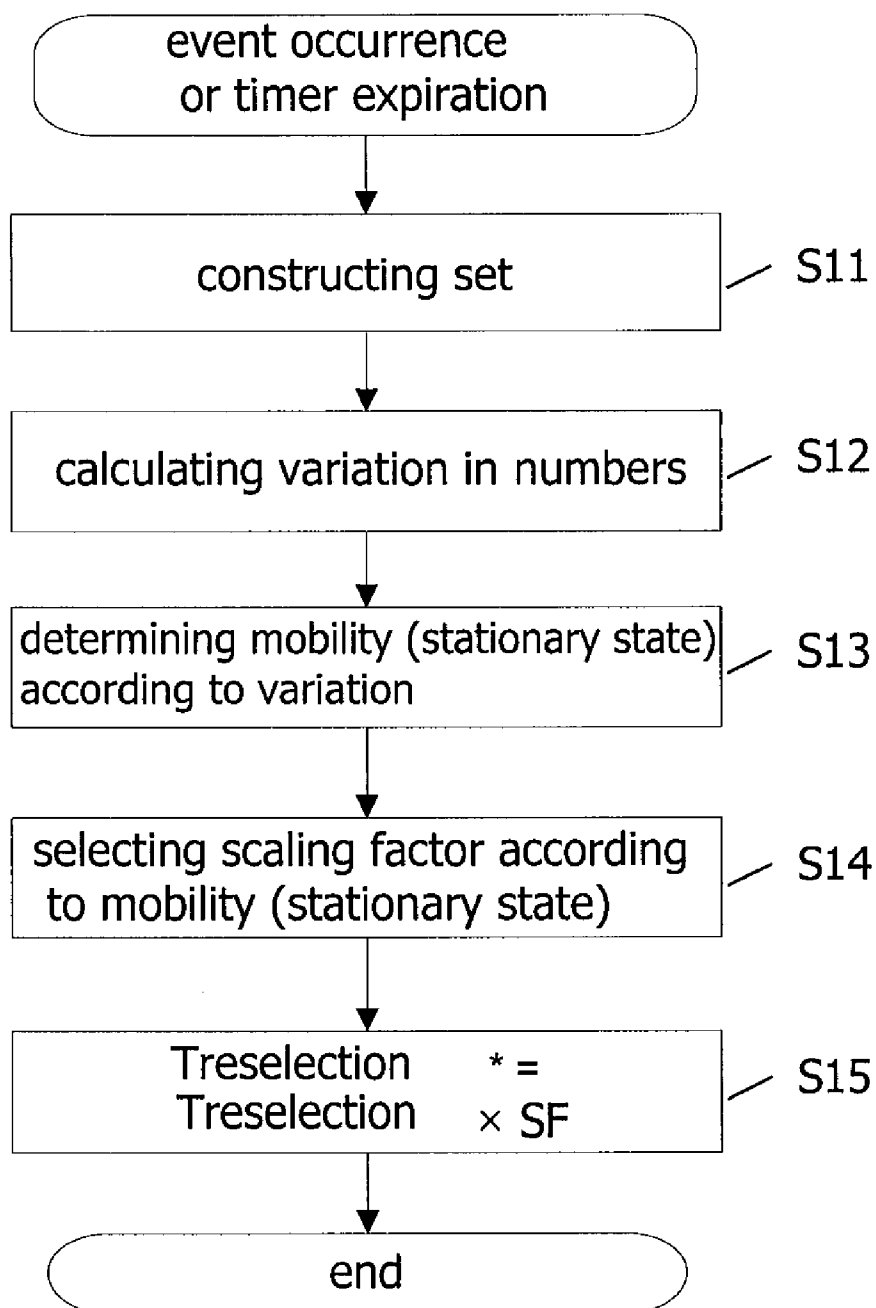 event occurrence
or timer expiration
constructing set
S11
calculating variation in numbers
S12
determining mobility (stationary state)
according to variation
S13
selecting scaling factor according
to mobility (stationary state)
S14
Treselection * =
Treselection × SF
S15
end